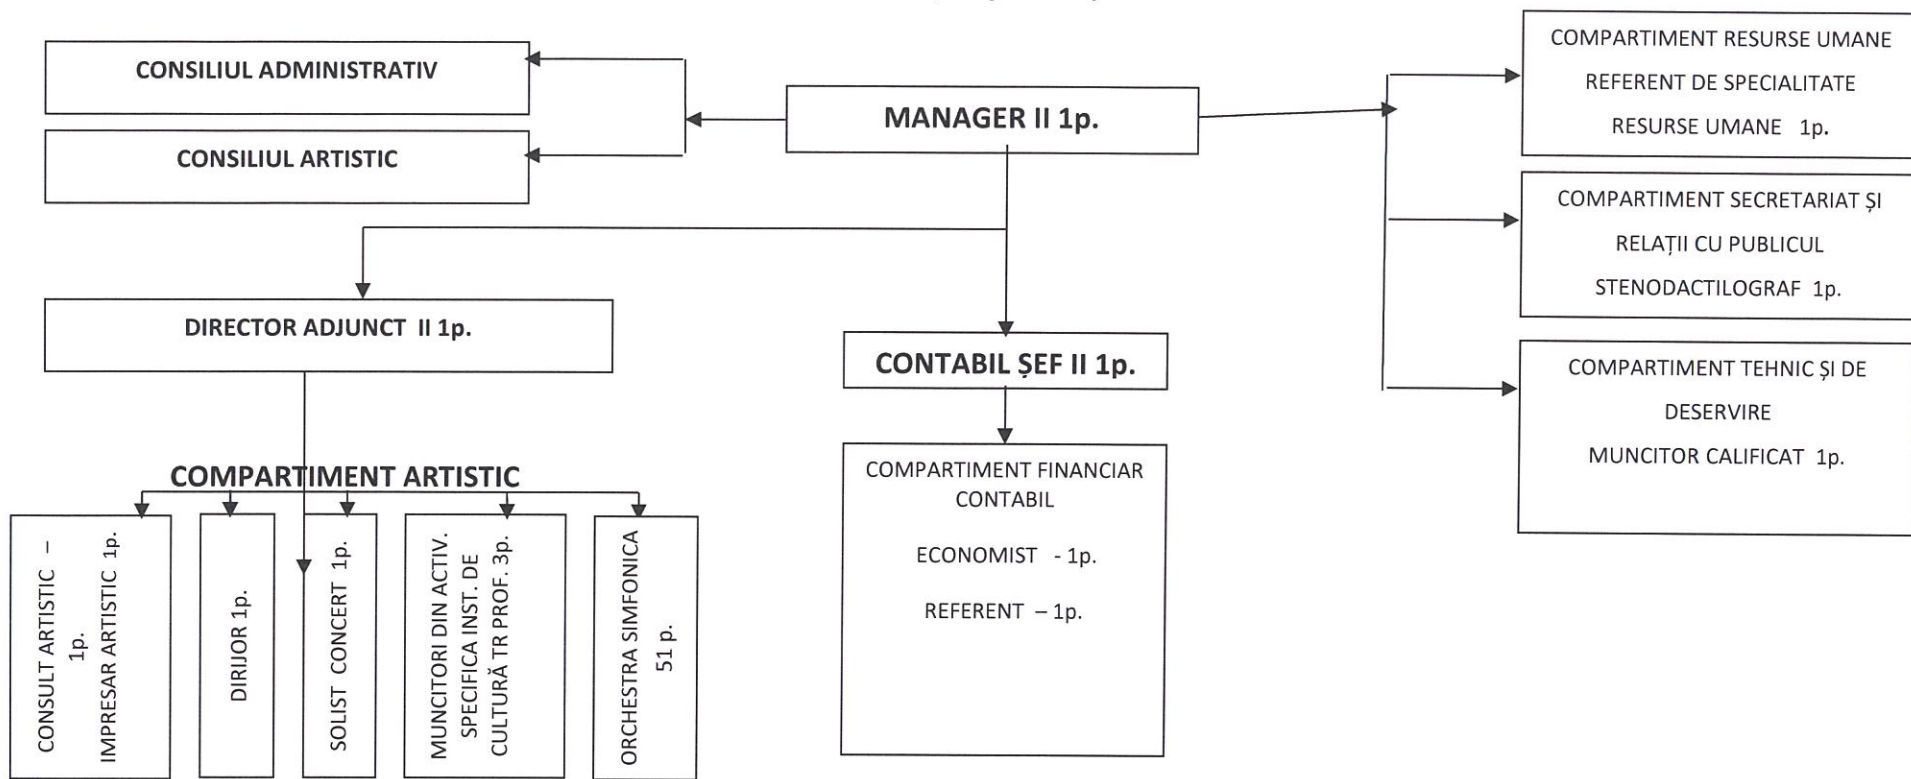 CONSILIUL ADMINISTRATIV
CONSILIUL ARTISTIC
MANAGER II 1p.
COMPARTIMENT RESURSE UMANE
REFERENT DE SPECIALITATE
RESURSE UMANE 1p.
COMPARTIMENT SECRETARIAT ȘI
RELAȚII CU PUBLICUL
STENODACTILOGRAF 1p.
COMPARTIMENT TEHNIC ȘI DE
DESERVIRE
MUNCITOR CALIFICAT 1p.
DIRECTOR ADJUNCT II 1p.
CONTABIL ȘEF II 1p.
COMPARTIMENT FINANCIAR
CONTABIL
ECONOMIST - 1p.
REFERENT – 1p.
COMPARTIMENT ARTISTIC
CONSULT ARTISTIC –
1p.
IMPRESAR ARTISTIC 1p.
DIRIJOR 1p.
SOLIST CONCERT 1p.
MUNCITORI DIN ACTIV.
SPECIFICA INST. DE
CULTURĂ TR PROF. 3p.
ORCHESTRA SIMFONICA
51 p.